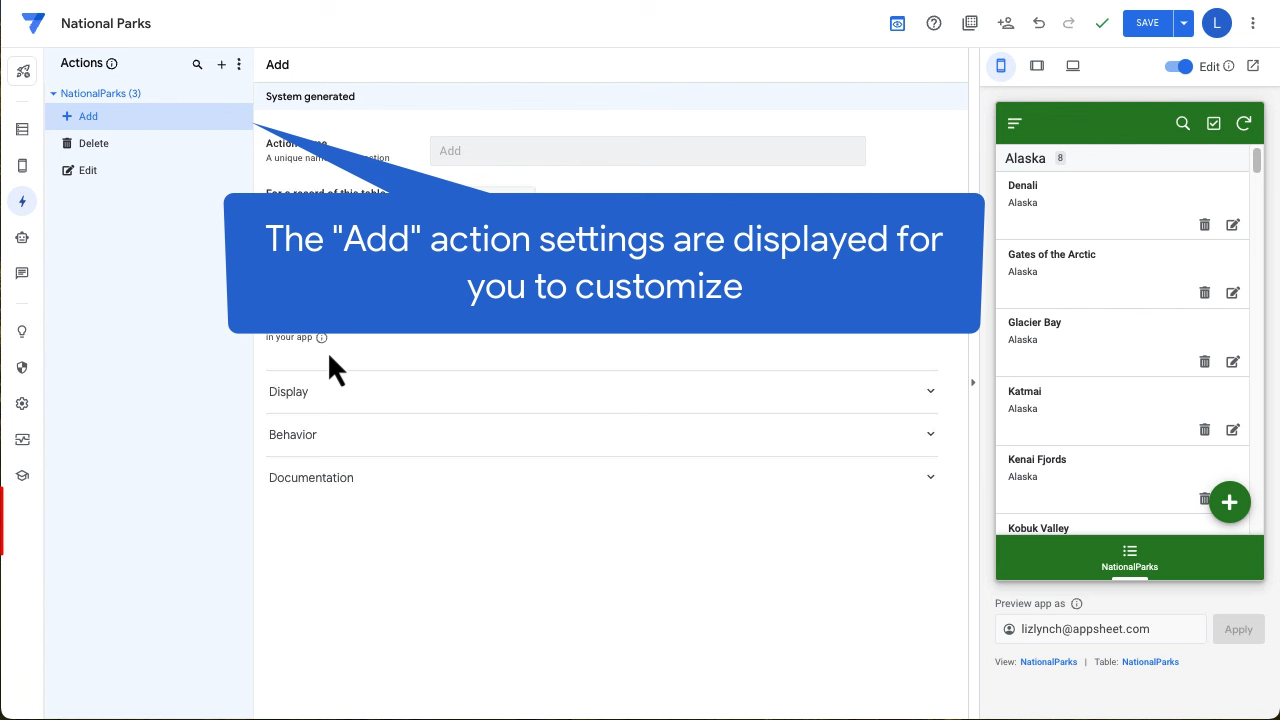 National Parks
SAVE
L
Actions
NationalParks (3)
Add
Delete
Edit
Add
System generated
Add
The "Add" action settings are displayed for
you to customize
in your app
Display
Behavior
Documentation
Edit
Alaska 8
Denali
Alaska
Gates of the Arctic
Alaska
Glacier Bay
Alaska
Katmai
Alaska
Kenai Fjords
Alaska
Kobuk Valley
NationalParks
Preview app as
lizlynch@appsheet.com
Apply
View: NationalParks | Table: NationalParks